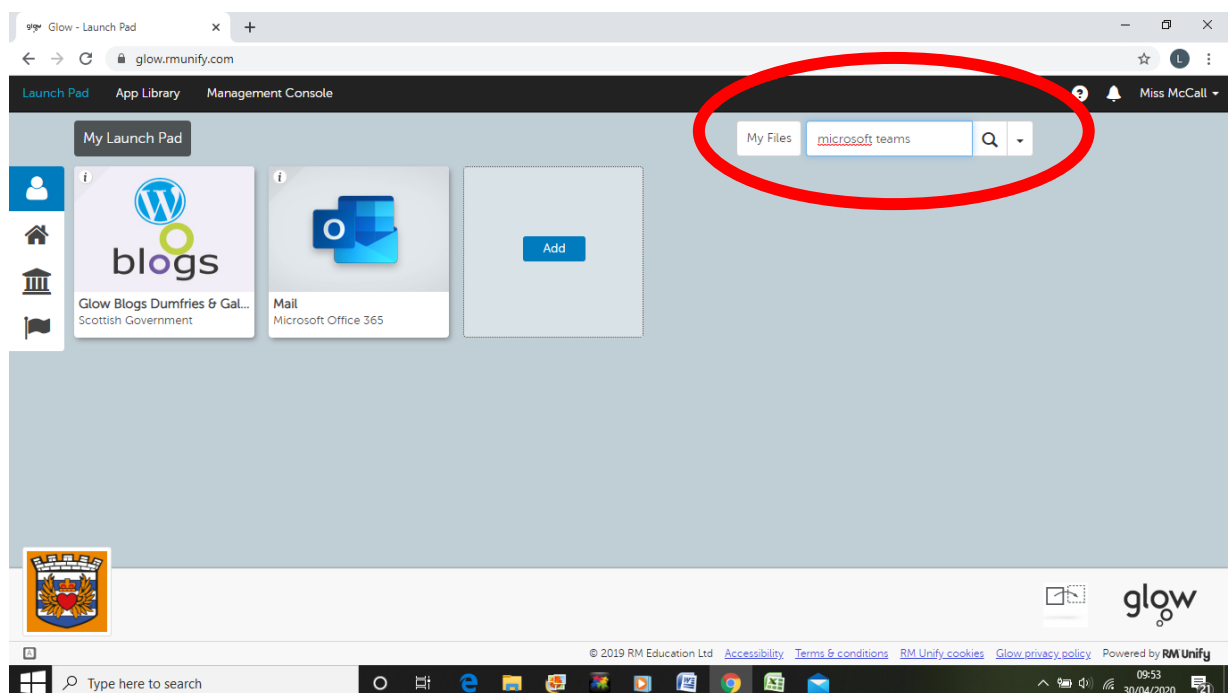 glow Glow - Launch Pad
glow.rmunify.com
L
Launch Pad App Library Management Console ? Miss McCall
My Launch Pad My Files microsoft teams
i i
W O
blogs
Add
Glow Blogs Dumfries & Gal... Mail
Scottish Government Microsoft Office 365
glow
A © 2019 RM Education Ltd Accessibility Terms & conditions RM Unify cookies Glow privacy policy Powered by RM Unify
Type here to search 09:53
30/04/2020 21